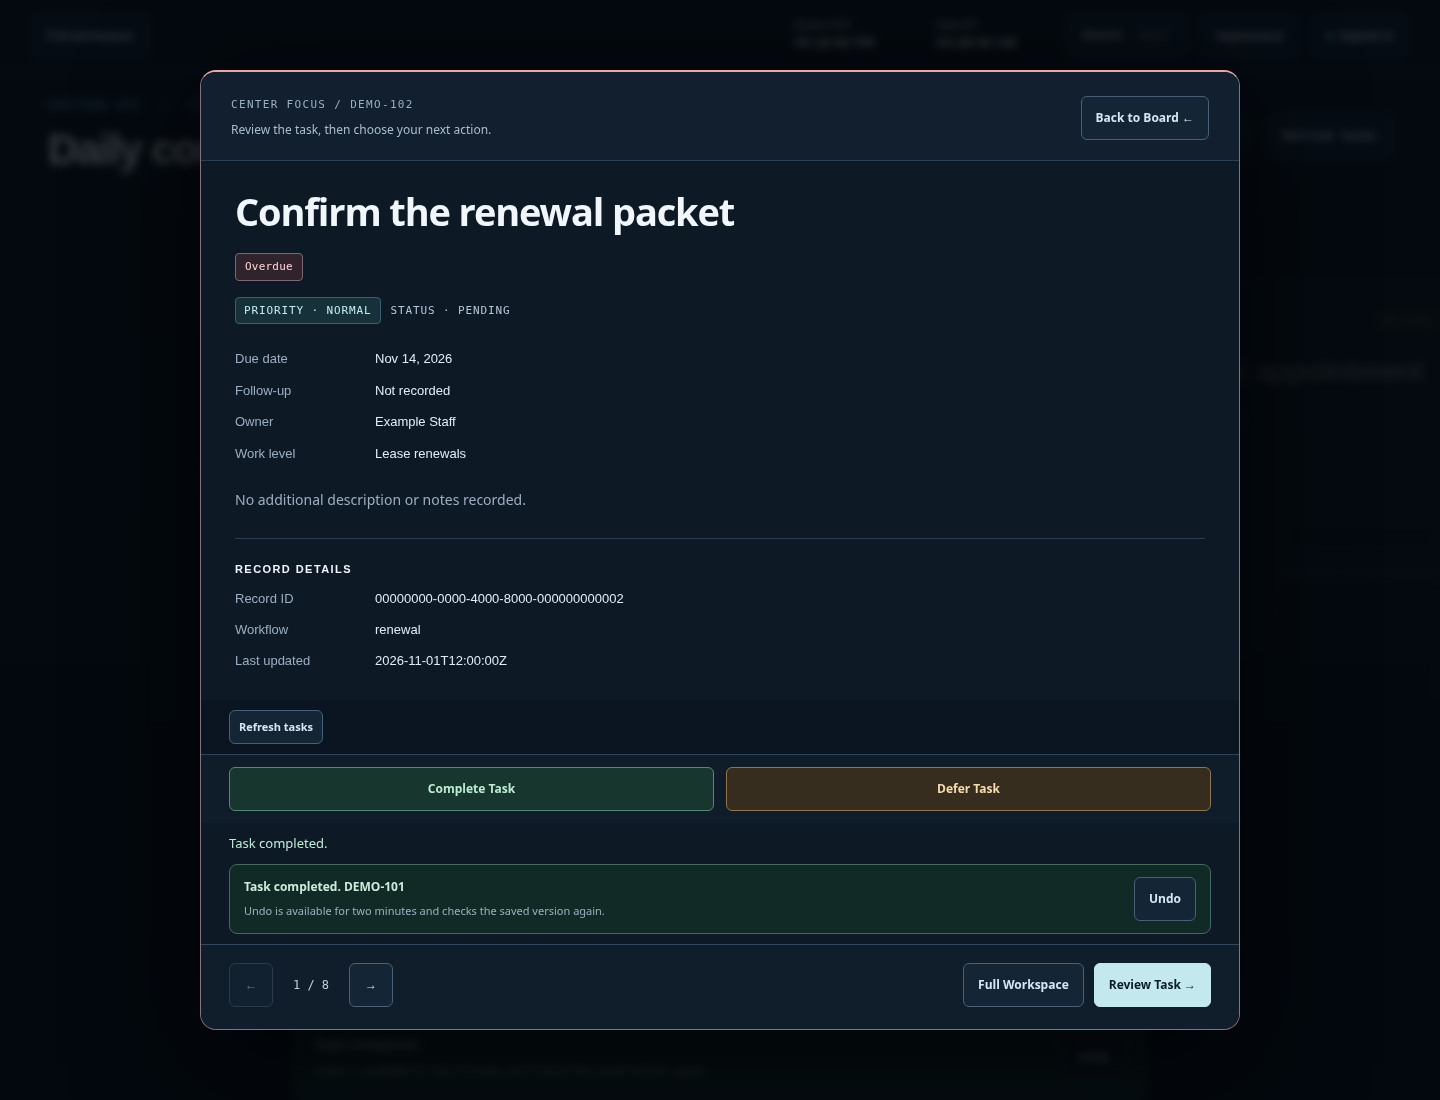 CENTER FOCUS / DEMO-102
Review the task, then choose your next action.
Back to Board ←
Confirm the renewal packet
Overdue
PRIORITY · NORMAL STATUS · PENDING
Due date Nov 14, 2026
Follow-up Not recorded
Owner Example Staff
Work level Lease renewals
No additional description or notes recorded.
RECORD DETAILS
Record ID 00000000-0000-4000-8000-000000000002
Workflow renewal
Last updated 2026-11-01T12:00:00Z
Refresh tasks
Complete Task Defer Task
Task completed.
Task completed. DEMO-101
Undo is available for two minutes and checks the saved version again.
Undo
← 1 / 8 → Full Workspace Review Task →
Daily
appointment